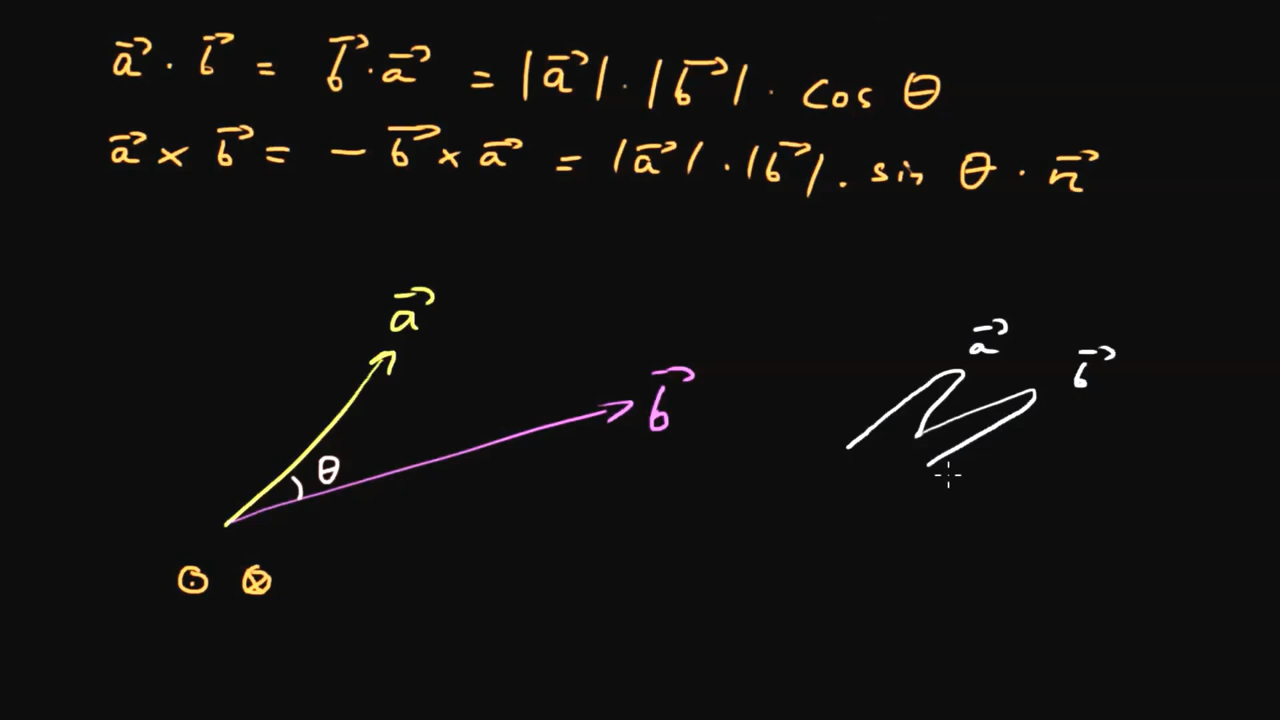 a⃗ · b⃗ = b⃗ · a⃗ = |a⃗| · |b⃗| · cos θ
a⃗ × b⃗ = − b⃗ × a⃗ = |a⃗| · |b⃗| · sin θ · n⃗
a⃗
a⃗
b⃗
b⃗
θ
⊙ ⊗